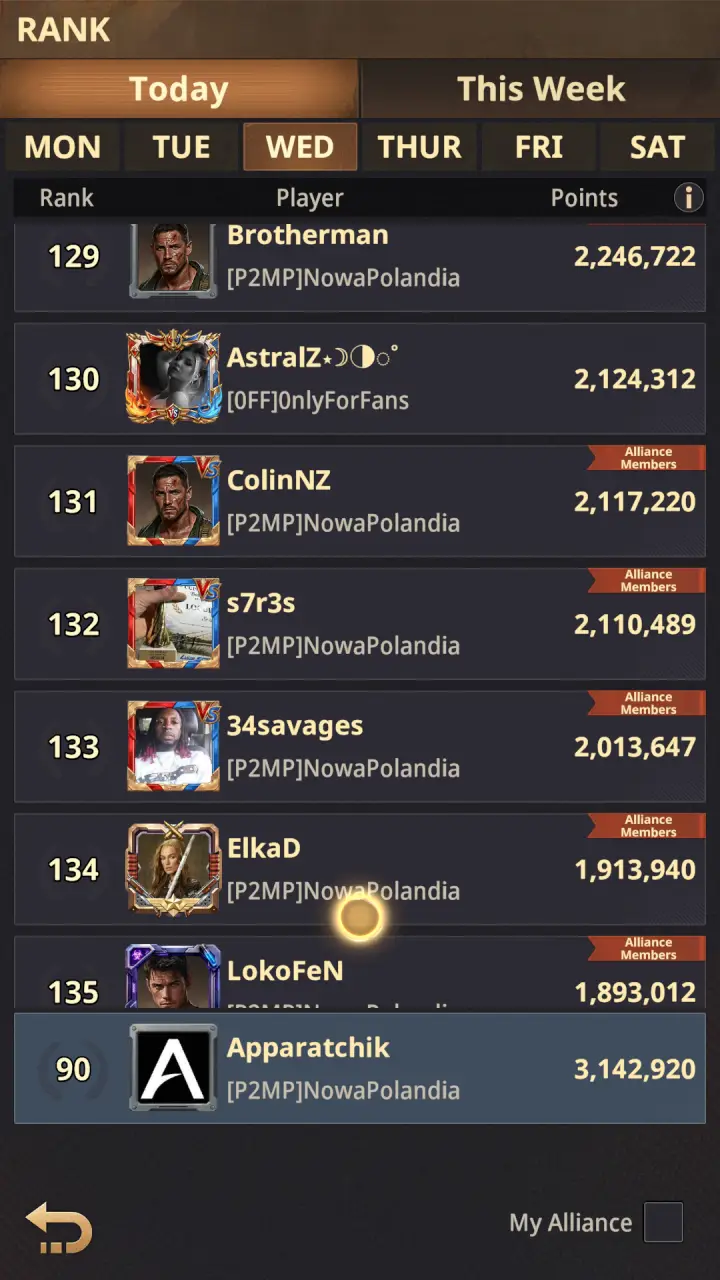 RANK
Today This Week
MON TUE WED THUR FRI SAT
Rank Player Points
129 Brotherman 2,246,722
[P2MP]NowaPolandia
130 AstralZ⋆☽◑○˚ 2,124,312
[0FF]0nlyForFans
Alliance Members
131 ColinNZ 2,117,220
[P2MP]NowaPolandia
Alliance Members
132 s7r3s 2,110,489
[P2MP]NowaPolandia
Alliance Members
133 34savages 2,013,647
[P2MP]NowaPolandia
Alliance Members
134 ElkaD 1,913,940
[P2MP]NowaPolandia
Alliance Members
135 LokoFeN 1,893,012
90 Apparatchik 3,142,920
[P2MP]NowaPolandia
My Alliance